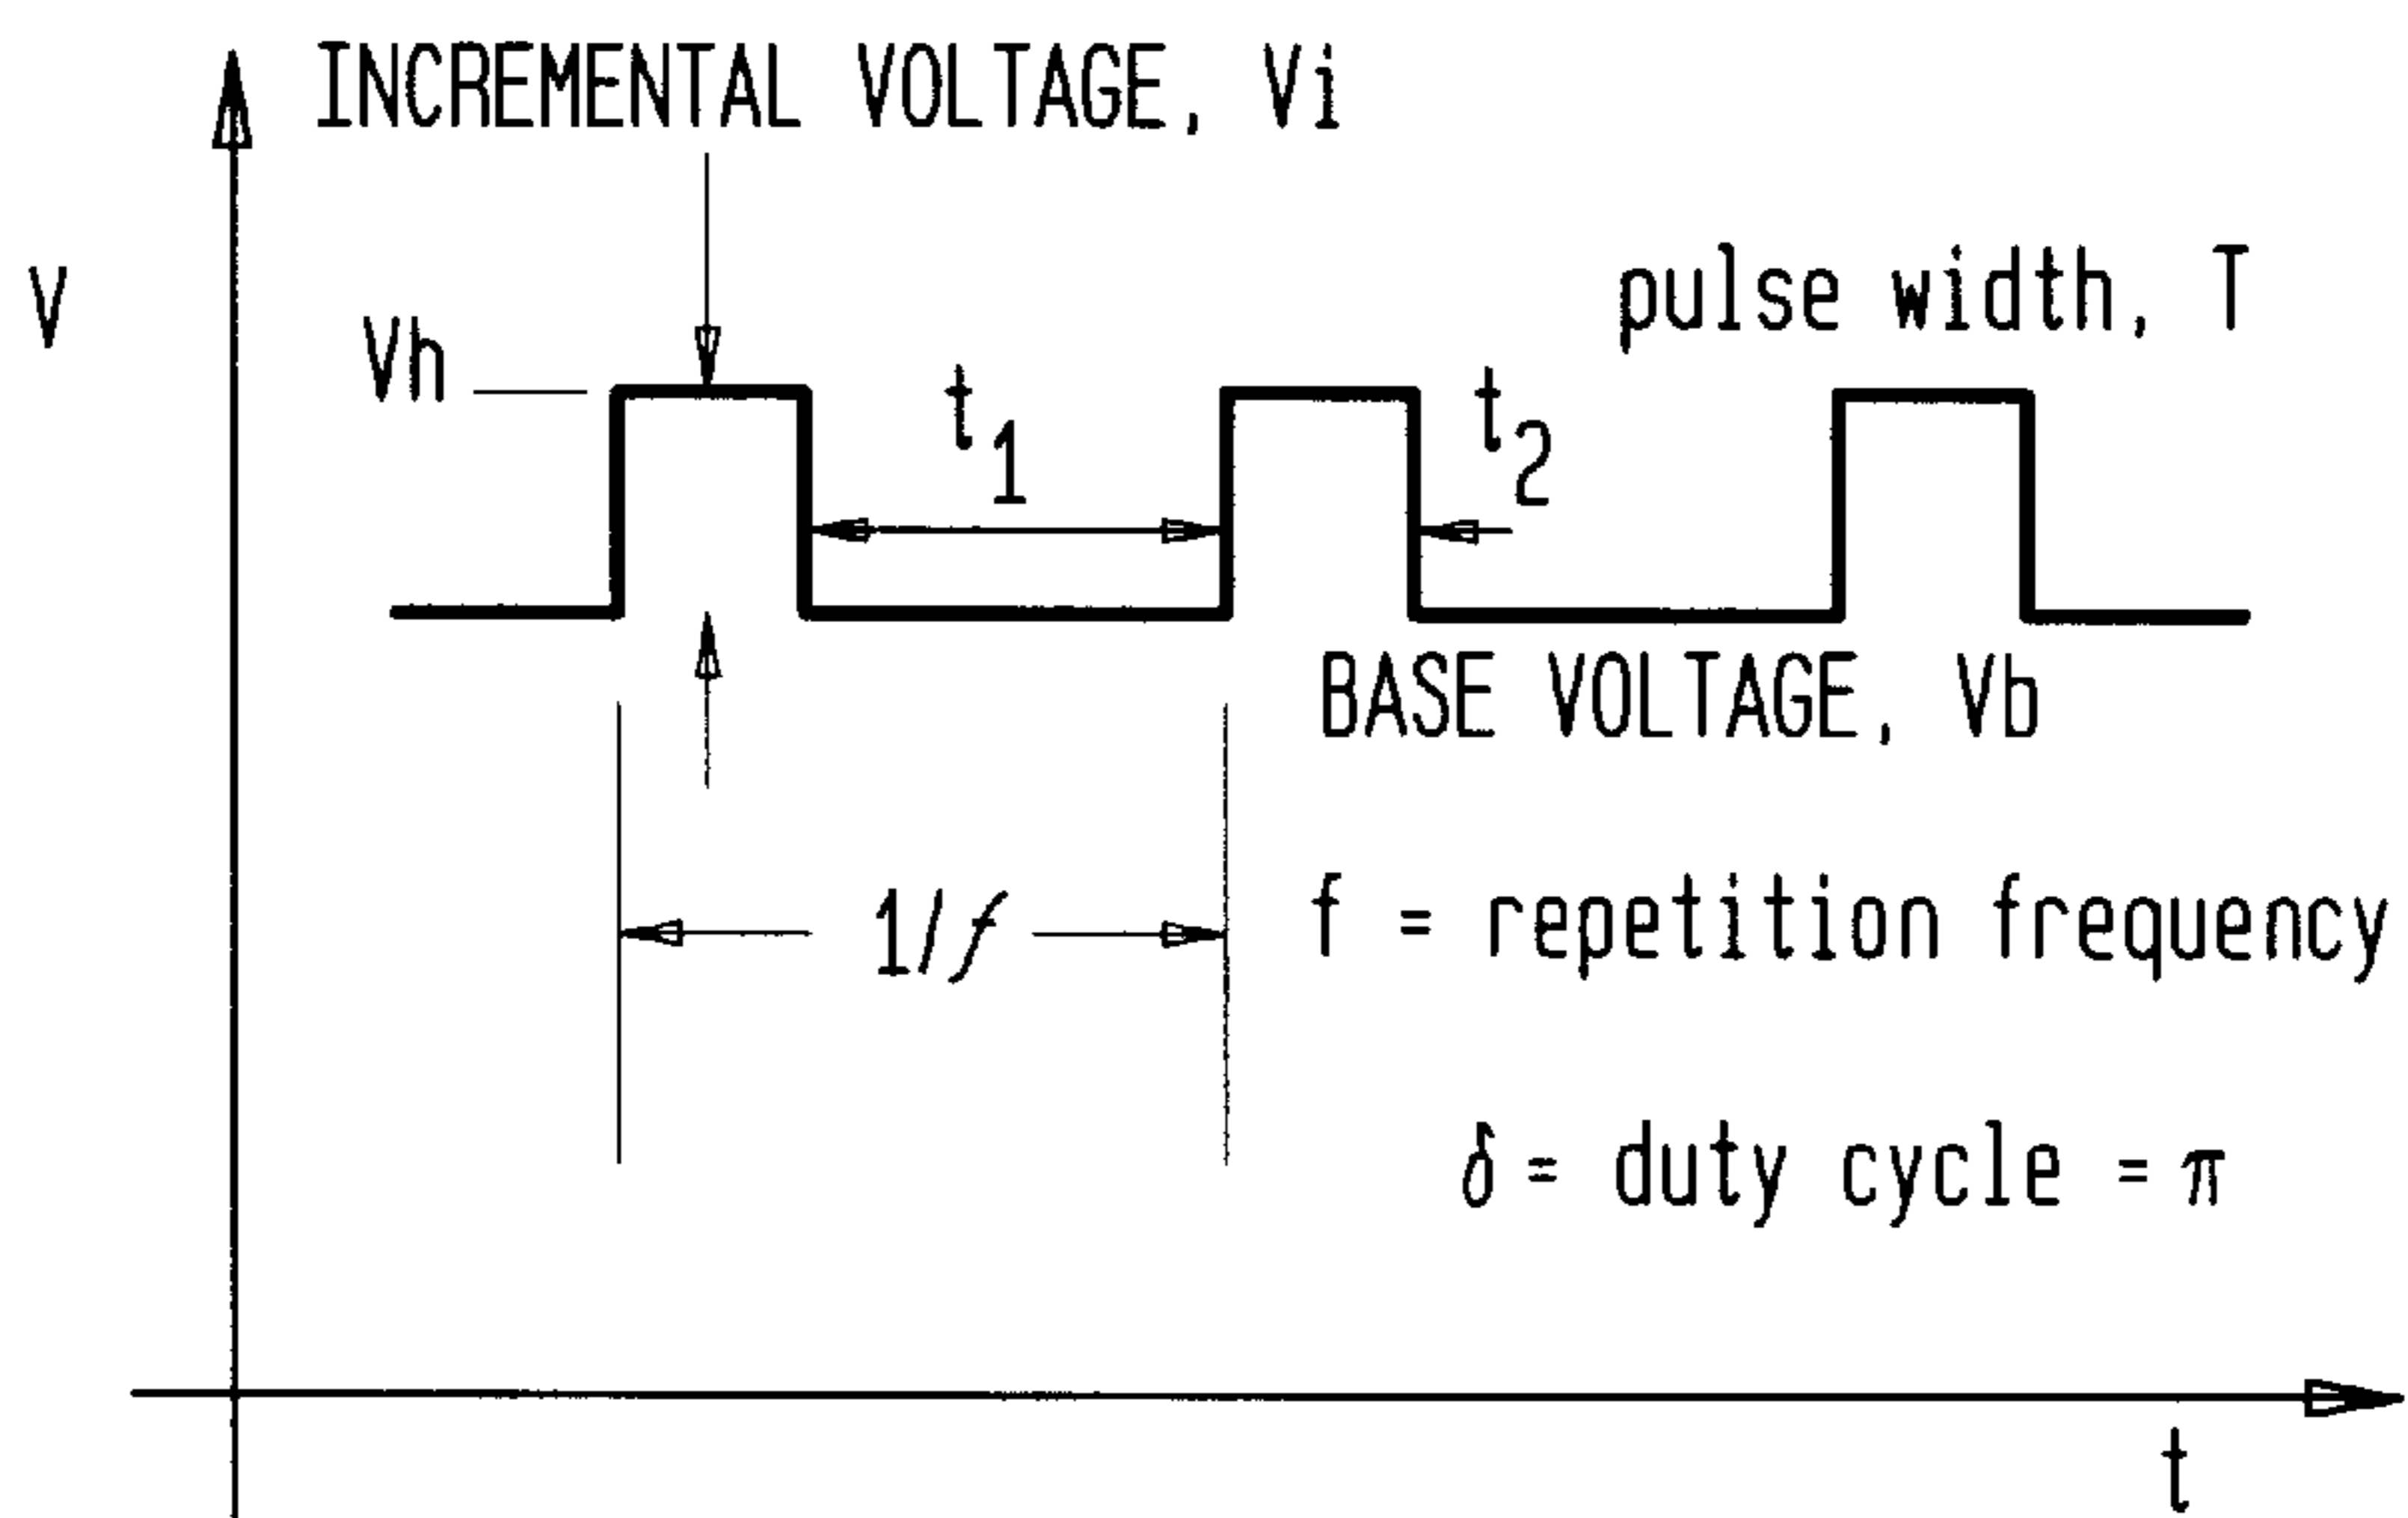 INCREMENTAL VOLTAGE, Vi
V
pulse width, T
Vh
t1
t2
BASE VOLTAGE, Vb
1/f
f = repetition frequency
δ = duty cycle = π
t